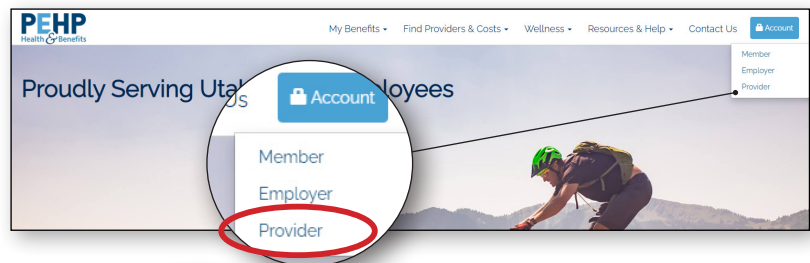 PEHP
Health & Benefits
My Benefits Find Providers & Costs Wellness Resources & Help Contact Us Account
Member
Employer
Provider
Proudly Serving Uta oyees
Us Account
Member
Employer
Provider